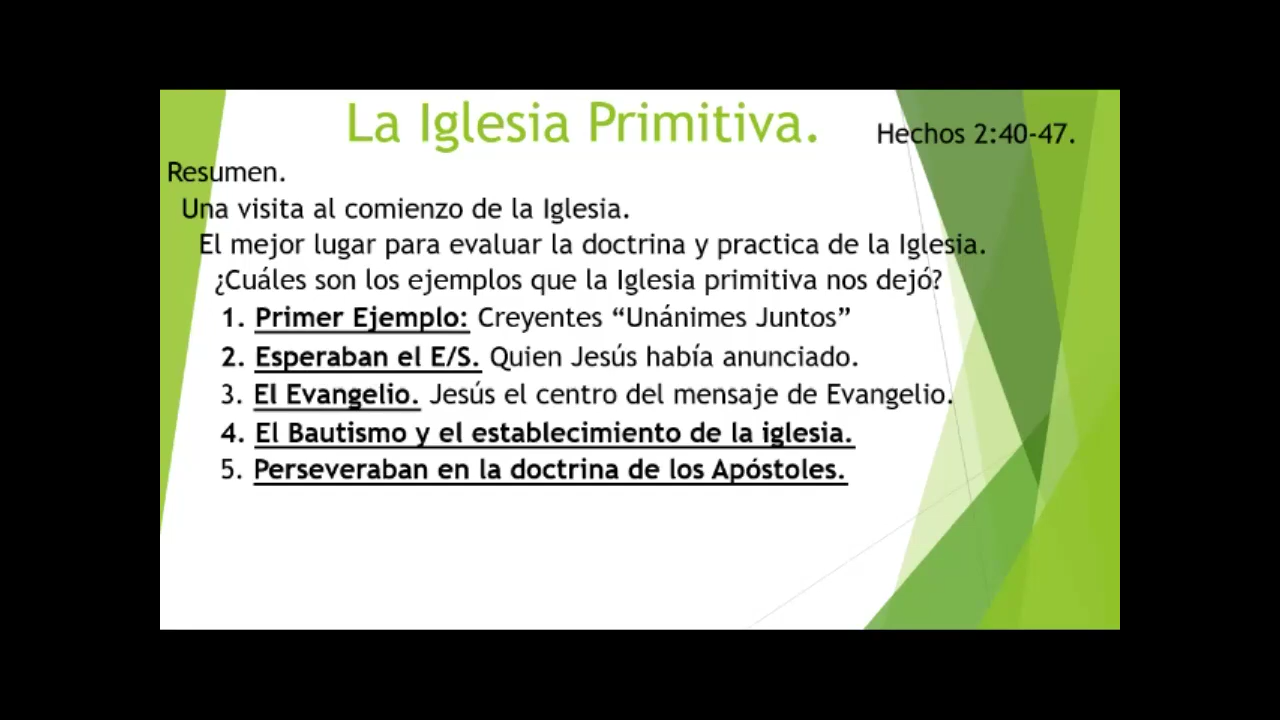 La Iglesia Primitiva. Hechos 2:40-47.
Resumen.
Una visita al comienzo de la Iglesia.
El mejor lugar para evaluar la doctrina y practica de la Iglesia.
¿Cuáles son los ejemplos que la Iglesia primitiva nos dejó?
1. Primer Ejemplo: Creyentes “Unánimes Juntos”
2. Esperaban el E/S. Quien Jesús había anunciado.
3. El Evangelio. Jesús el centro del mensaje de Evangelio.
4. El Bautismo y el establecimiento de la iglesia.
5. Perseveraban en la doctrina de los Apóstoles.